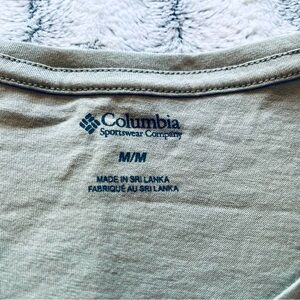 Columbia
Sportswear Company
M/M
MADE IN SRI LANKA
FABRIQUÉ AU SRI LANKA